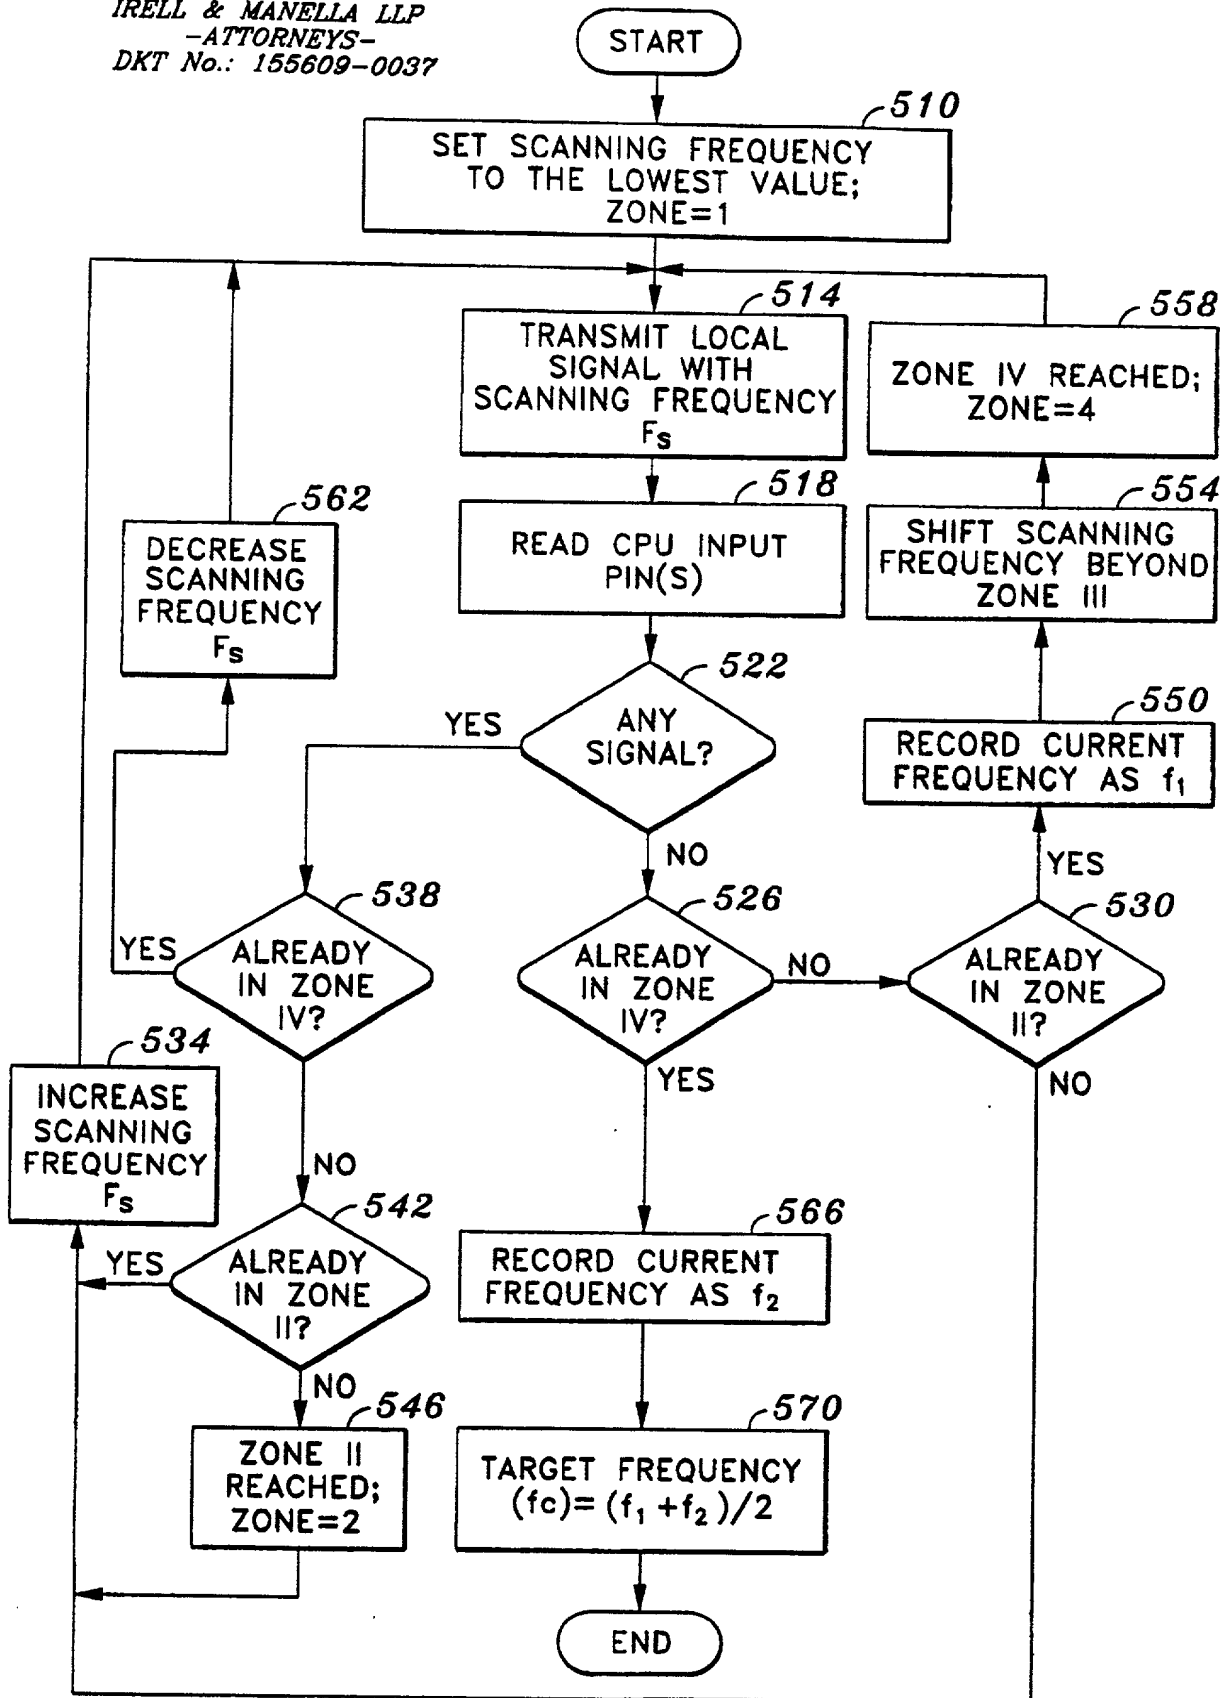 IRELL & MANELLA LLP
-ATTORNEYS-
DKT No.: 155609-0037
START
510
SET SCANNING FREQUENCY
TO THE LOWEST VALUE;
ZONE=1
514
TRANSMIT LOCAL
SIGNAL WITH
SCANNING FREQUENCY
Fs
558
ZONE IV REACHED;
ZONE=4
518
READ CPU INPUT
PIN(S)
554
SHIFT SCANNING
FREQUENCY BEYOND
ZONE III
562
DECREASE
SCANNING
FREQUENCY
Fs
522
ANY
SIGNAL?
YES
NO
550
RECORD CURRENT
FREQUENCY AS f1
YES
538
ALREADY
IN ZONE
IV?
YES
NO
526
ALREADY
IN ZONE
IV?
NO
YES
530
ALREADY
IN ZONE
II?
NO
534
INCREASE
SCANNING
FREQUENCY
Fs
542
ALREADY
IN ZONE
II?
YES
NO
566
RECORD CURRENT
FREQUENCY AS f2
546
ZONE II
REACHED;
ZONE=2
570
TARGET FREQUENCY
(fc)= (f1 +f2 )/2
END